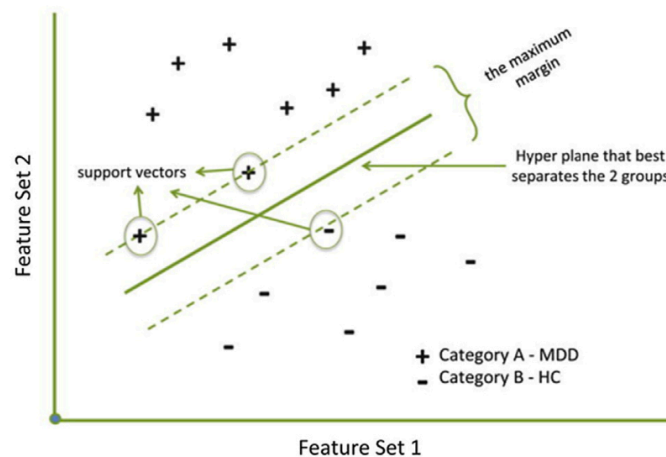 the maximum
margin
support vectors
Hyper plane that best
separates the 2 groups
Feature Set 2
+ Category A - MDD
- Category B - HC
Feature Set 1